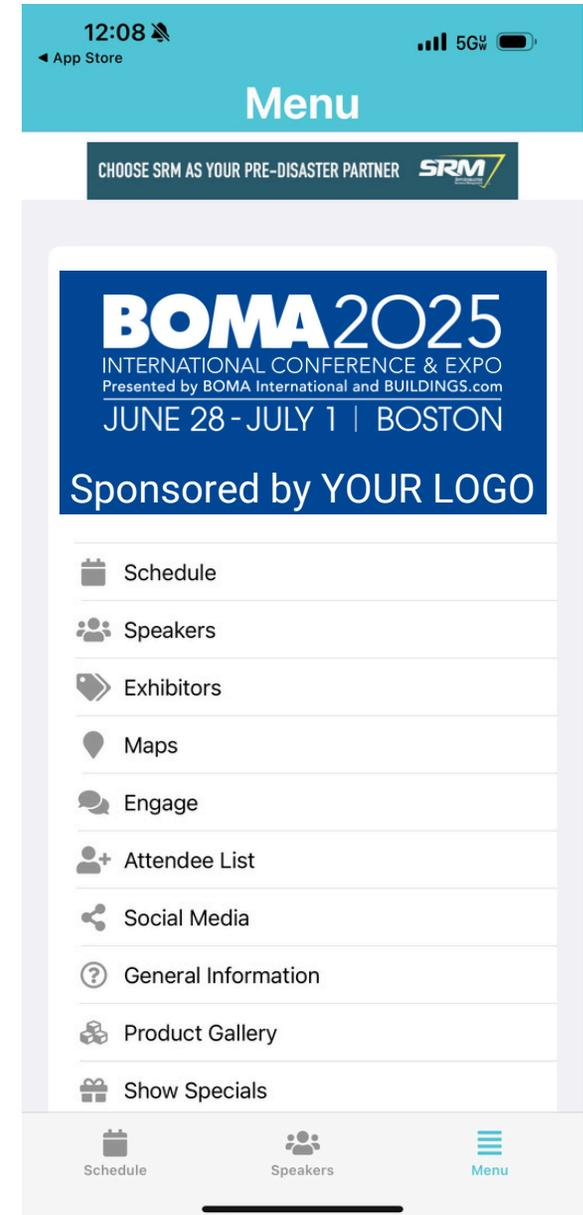 12:08
◀ App Store
5G
Menu
CHOOSE SRM AS YOUR PRE-DISASTER PARTNER
SRM
BOMA2025
INTERNATIONAL CONFERENCE & EXPO
Presented by BOMA International and BUILDINGS.com
JUNE 28 - JULY 1 | BOSTON
Sponsored by YOUR LOGO
Schedule
Speakers
Exhibitors
Maps
Engage
Attendee List
Social Media
General Information
Product Gallery
Show Specials
Schedule
Speakers
Menu